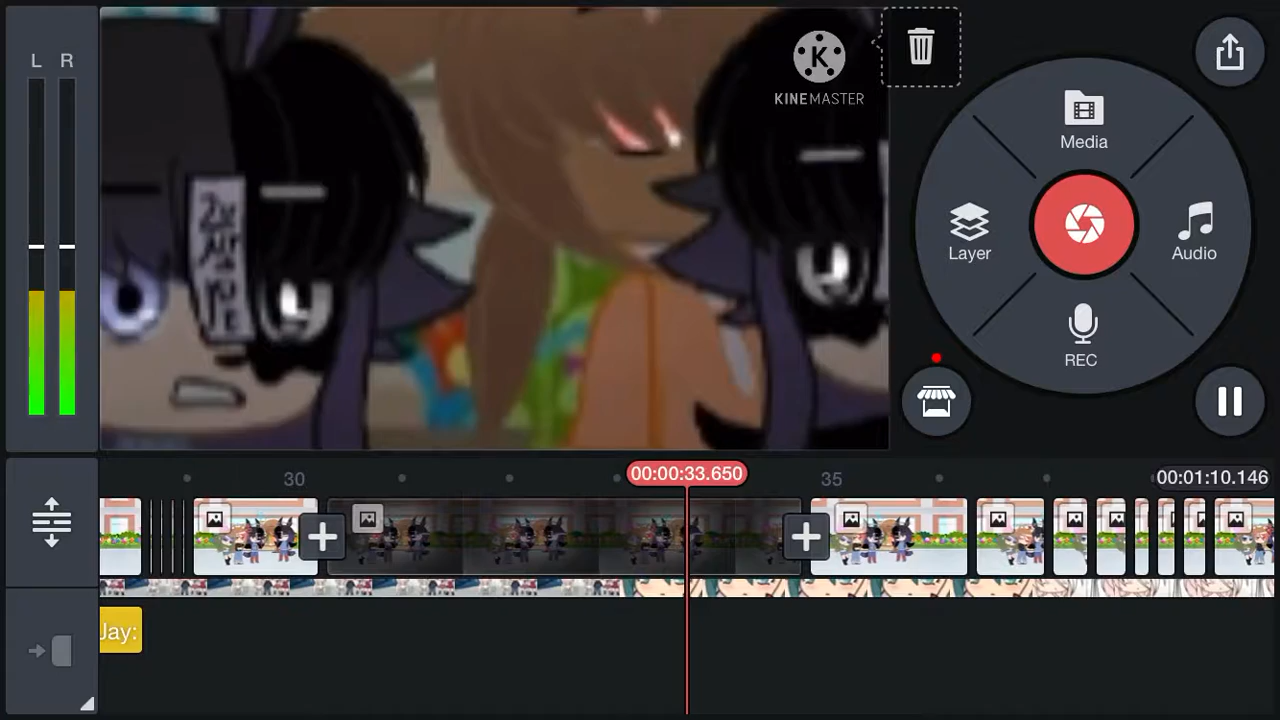 L R
KINEMASTER
Media
Layer
Audio
REC
30
00:00:33.650
35
00:01:10.146
Jay: